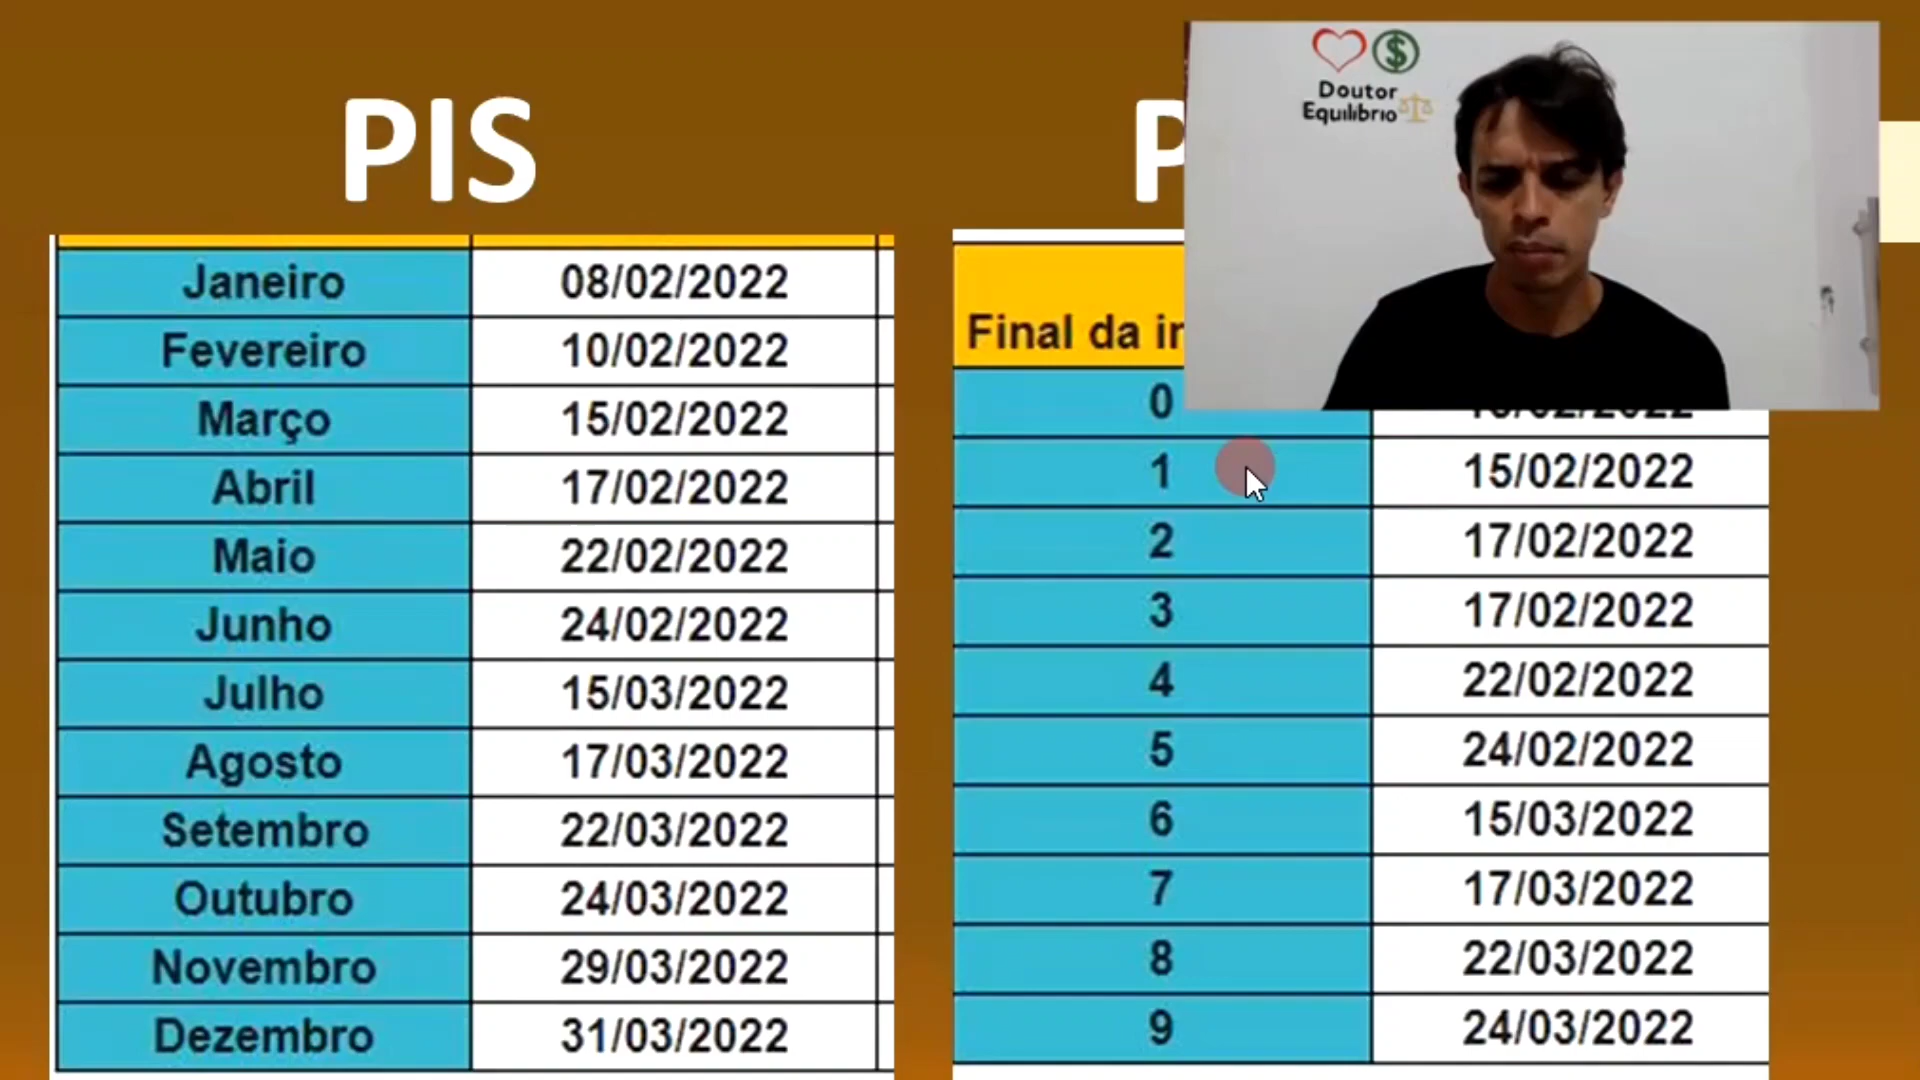 PIS
Janeiro 08/02/2022
Fevereiro 10/02/2022
Março 15/02/2022
Abril 17/02/2022
Maio 22/02/2022
Junho 24/02/2022
Julho 15/03/2022
Agosto 17/03/2022
Setembro 22/03/2022
Outubro 24/03/2022
Novembro 29/03/2022
Dezembro 31/03/2022
P
Doutor
Equilíbrio
Final da
0
1 15/02/2022
2 17/02/2022
3 17/02/2022
4 22/02/2022
5 24/02/2022
6 15/03/2022
7 17/03/2022
8 22/03/2022
9 24/03/2022